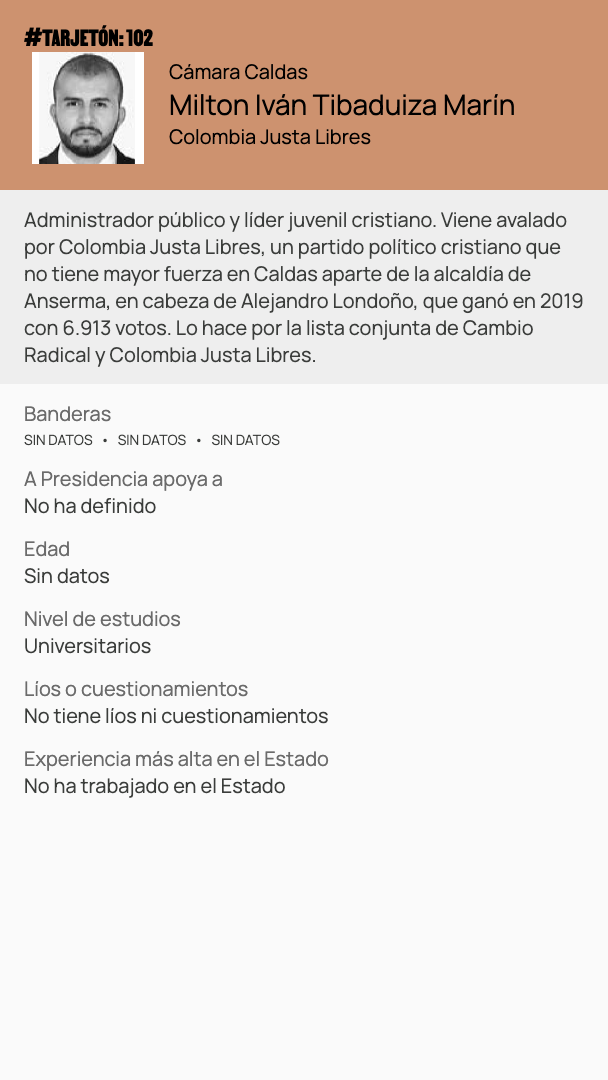 #TARJETÓN: 102
Cámara Caldas
Milton Iván Tibaduiza Marín
Colombia Justa Libres
Administrador público y líder juvenil cristiano. Viene avalado
por Colombia Justa Libres, un partido político cristiano que
no tiene mayor fuerza en Caldas aparte de la alcaldía de
Anserma, en cabeza de Alejandro Londoño, que ganó en 2019
con 6.913 votos. Lo hace por la lista conjunta de Cambio
Radical y Colombia Justa Libres.
Banderas
SIN DATOS • SIN DATOS • SIN DATOS
A Presidencia apoya a
No ha definido
Edad
Sin datos
Nivel de estudios
Universitarios
Líos o cuestionamientos
No tiene líos ni cuestionamientos
Experiencia más alta en el Estado
No ha trabajado en el Estado